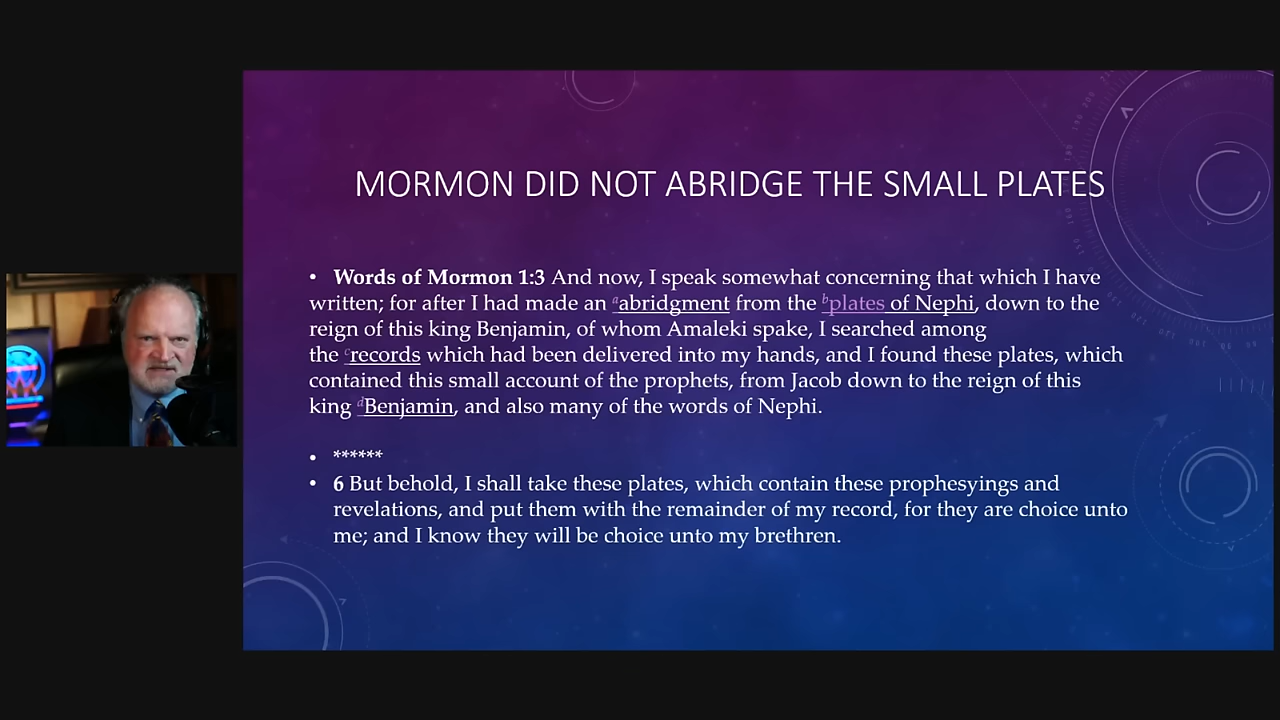 MORMON DID NOT ABRIDGE THE SMALL PLATES
• Words of Mormon 1:3 And now, I speak somewhat concerning that which I have
written; for after I had made an aabridgment from the bplates of Nephi, down to the
reign of this king Benjamin, of whom Amaleki spake, I searched among
the crecords which had been delivered into my hands, and I found these plates, which
contained this small account of the prophets, from Jacob down to the reign of this
king dBenjamin, and also many of the words of Nephi.
• ******
• 6 But behold, I shall take these plates, which contain these prophesyings and
revelations, and put them with the remainder of my record, for they are choice unto
me; and I know they will be choice unto my brethren.